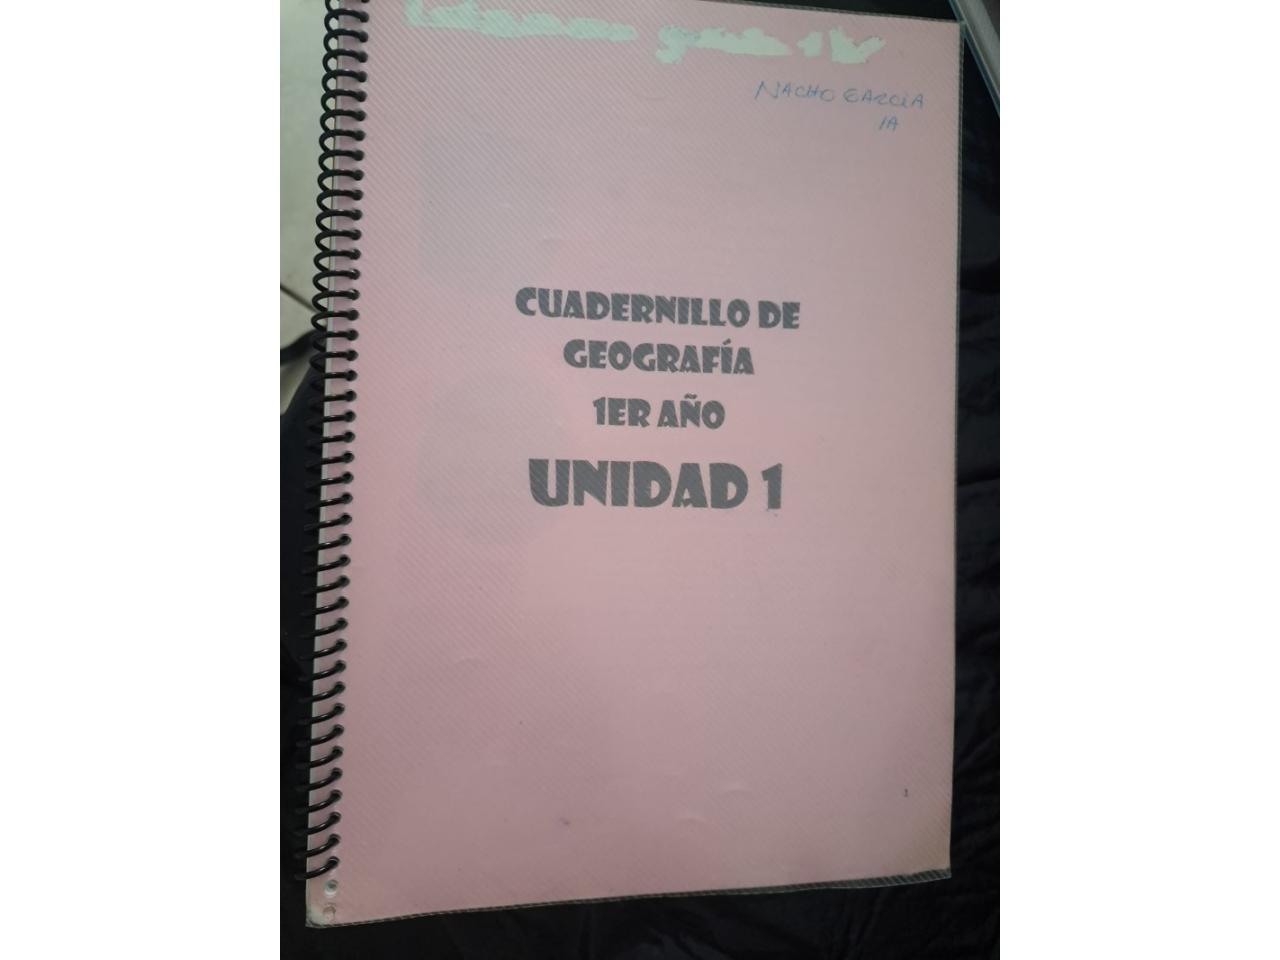 NACHO GARCIA
1A
CUADERNILLO DE
GEOGRAFÍA
1ER AÑO
UNIDAD 1
1